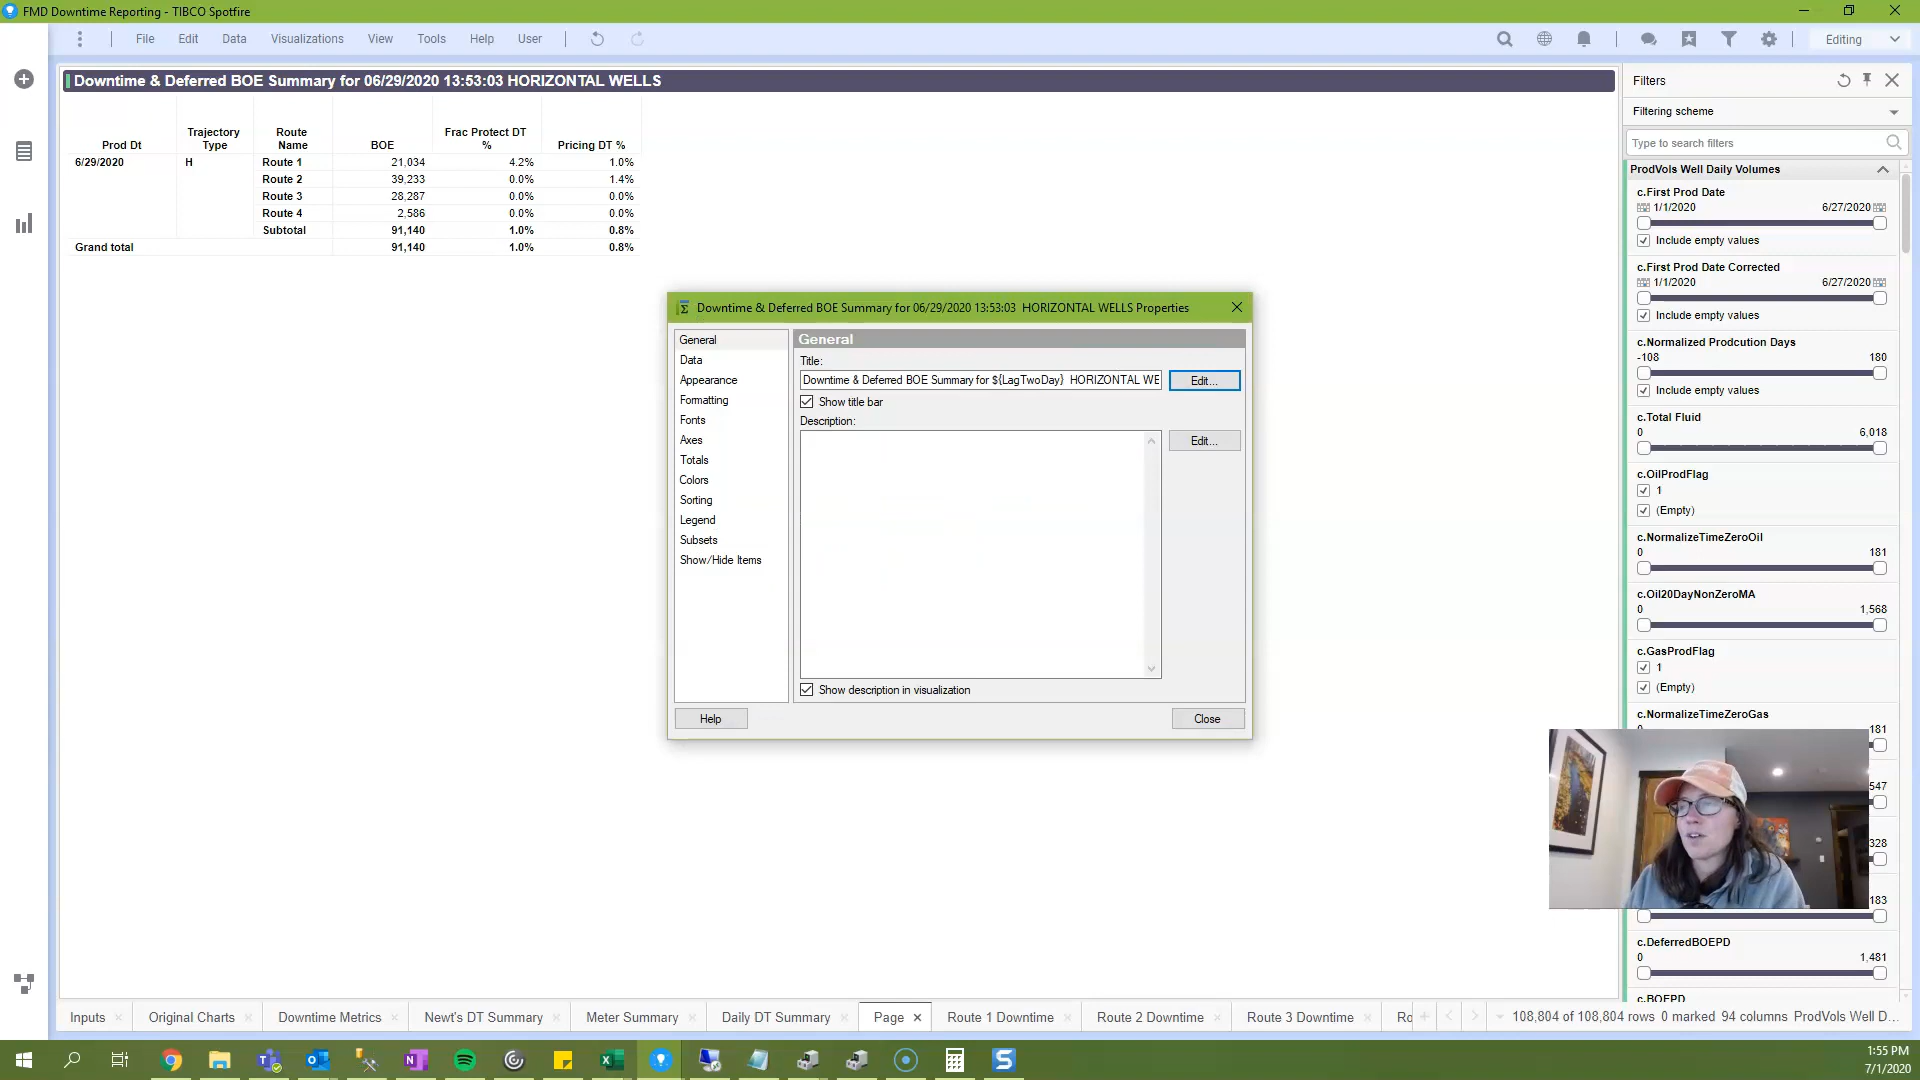 FMD Downtime Reporting - TIBCO Spotfire
File Edit Data Visualizations View Tools Help User Editing
Downtime & Deferred BOE Summary for 06/29/2020 13:53:03 HORIZONTAL WELLS
Prod Dt Trajectory Type Route Name BOE Frac Protect DT % Pricing DT %
6/29/2020 H Route 1 21,034 4.2% 1.0%
Route 2 39,233 0.0% 1.4%
Route 3 28,287 0.0% 0.0%
Route 4 2,586 0.0% 0.0%
Subtotal 91,140 1.0% 0.8%
Grand total 91,140 1.0% 0.8%
Downtime & Deferred BOE Summary for 06/29/2020 13:53:03 HORIZONTAL WELLS Properties
General
Data
Appearance
Formatting
Fonts
Axes
Totals
Colors
Sorting
Legend
Subsets
Show/Hide Items
General
Title:
Downtime & Deferred BOE Summary for ${LagTwoDay} HORIZONTAL WE
Edit...
Show title bar
Description:
Edit...
Show description in visualization
Help
Close
Filters
Filtering scheme
Type to search filters
ProdVols Well Daily Volumes
c.First Prod Date
1/1/2020 6/27/2020
Include empty values
c.First Prod Date Corrected
1/1/2020 6/27/2020
Include empty values
c.Normalized Prodcution Days
-108 180
Include empty values
c.Total Fluid
0 6,018
c.OilProdFlag
1
(Empty)
c.NormalizeTimeZeroOil
0 181
c.Oil20DayNonZeroMA
0 1,568
c.GasProdFlag
1
(Empty)
c.NormalizeTimeZeroGas
181
547
328
183
c.DeferredBOEPD
0 1,481
c.BOEPD
Inputs Original Charts Downtime Metrics Newt's DT Summary Meter Summary Daily DT Summary Page Route 1 Downtime Route 2 Downtime Route 3 Downtime Ro
108,804 of 108,804 rows 0 marked 94 columns ProdVols Well D...
1:55 PM
7/1/2020